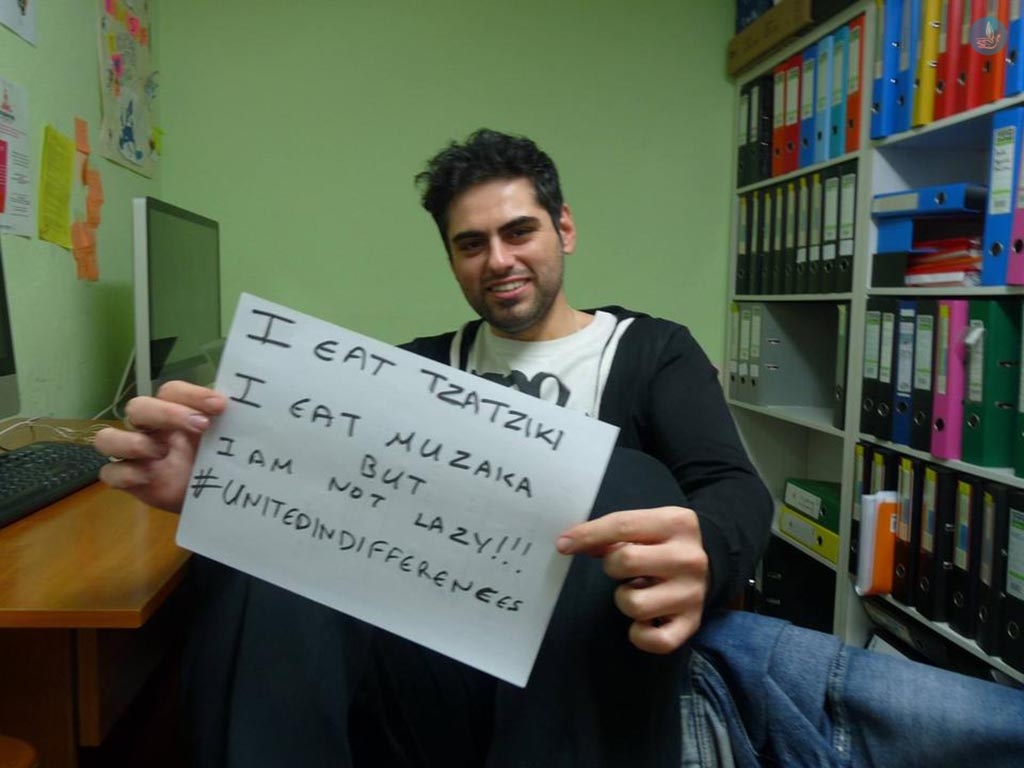 I EAT TZATZIKI
I EAT MUZAKA
BUT
I AM NOT LAZY!!!
#UNITEDINDIFFERENCES